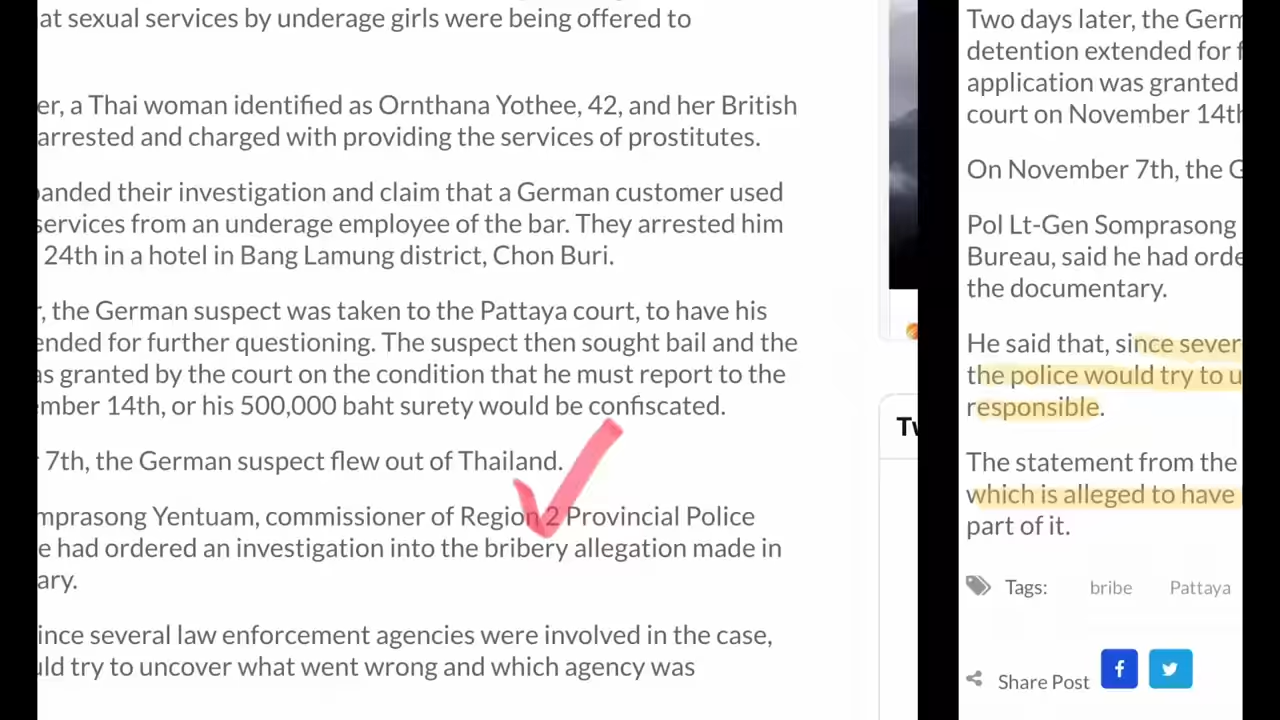 at sexual services by underage girls were being offered to
er, a Thai woman identified as Ornthana Yothee, 42, and her British
arrested and charged with providing the services of prostitutes.
panded their investigation and claim that a German customer used
services from an underage employee of the bar. They arrested him
24th in a hotel in Bang Lamung district, Chon Buri.
r, the German suspect was taken to the Pattaya court, to have his
ended for further questioning. The suspect then sought bail and the
as granted by the court on the condition that he must report to the
mber 14th, or his 500,000 baht surety would be confiscated.
7th, the German suspect flew out of Thailand.
mprasong Yentuam, commissioner of Region 2 Provincial Police
e had ordered an investigation into the bribery allegation made in
ary.
ince several law enforcement agencies were involved in the case,
uld try to uncover what went wrong and which agency was
Tw
Two days later, the Germ
detention extended for f
application was granted
court on November 14th
On November 7th, the G
Pol Lt-Gen Somprasong
Bureau, said he had orde
the documentary.
He said that, since sever
the police would try to u
responsible.
The statement from the
which is alleged to have
part of it.
Tags: bribe Pattaya
Share Post